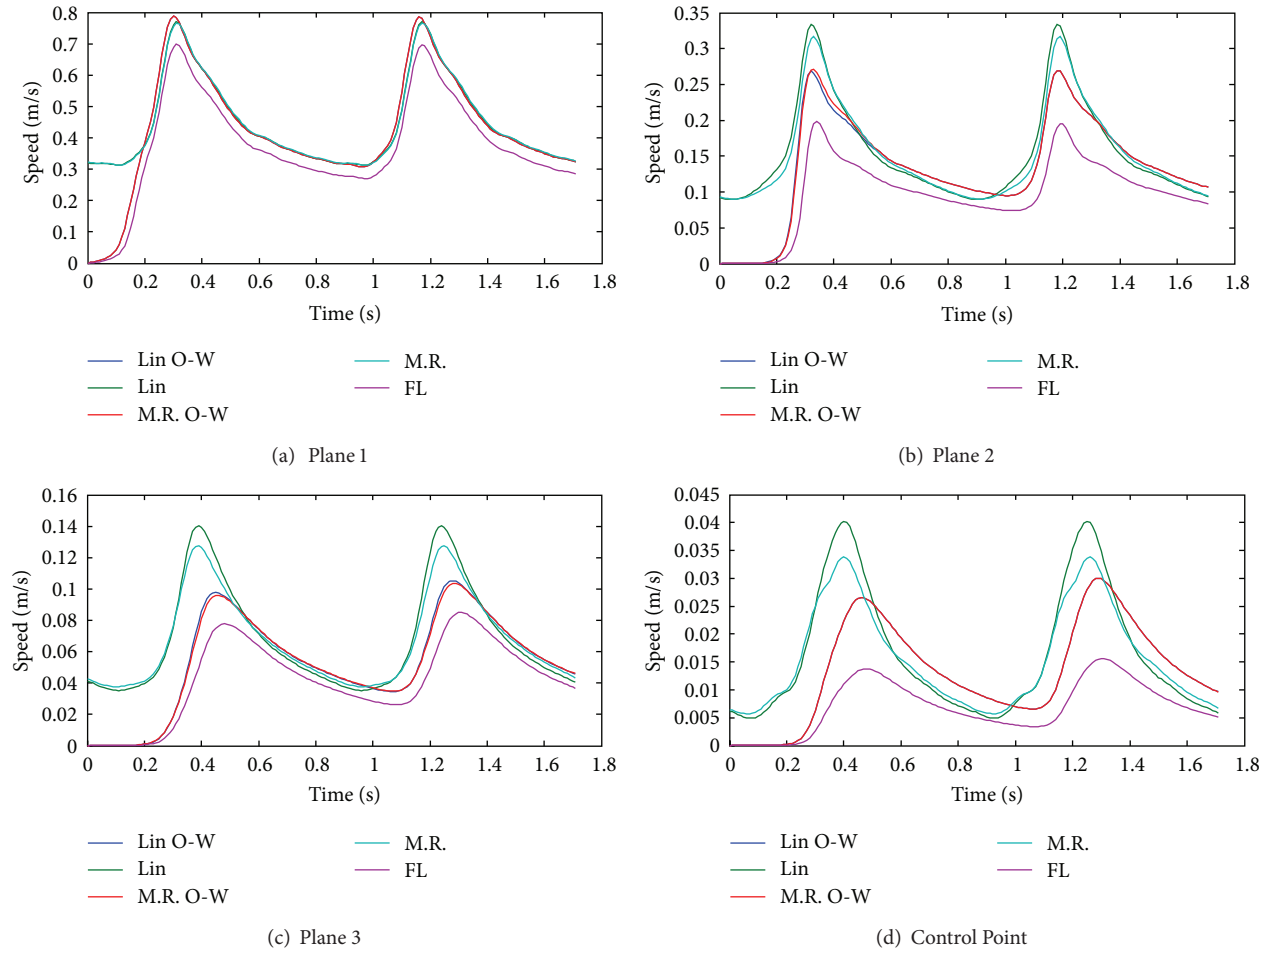 0.8
0.7
0.6
0.5
0.4
0.3
0.2
0.1
0
Speed (m/s)
0 0.2 0.4 0.6 0.8 1 1.2 1.4 1.6 1.8
Time (s)
Lin O-W
Lin
M.R. O-W
M.R.
FL
(a) Plane 1
0.35
0.3
0.25
0.2
0.15
0.1
0.05
0
Speed (m/s)
0 0.2 0.4 0.6 0.8 1 1.2 1.4 1.6 1.8
Time (s)
Lin O-W
Lin
M.R. O-W
M.R.
FL
(b) Plane 2
0.16
0.14
0.12
0.1
0.08
0.06
0.04
0.02
0
Speed (m/s)
0 0.2 0.4 0.6 0.8 1 1.2 1.4 1.6 1.8
Time (s)
Lin O-W
Lin
M.R. O-W
M.R.
FL
(c) Plane 3
0.045
0.04
0.035
0.03
0.025
0.02
0.015
0.01
0.005
0
Speed (m/s)
0 0.2 0.4 0.6 0.8 1 1.2 1.4 1.6 1.8
Time (s)
Lin O-W
Lin
M.R. O-W
M.R.
FL
(d) Control Point